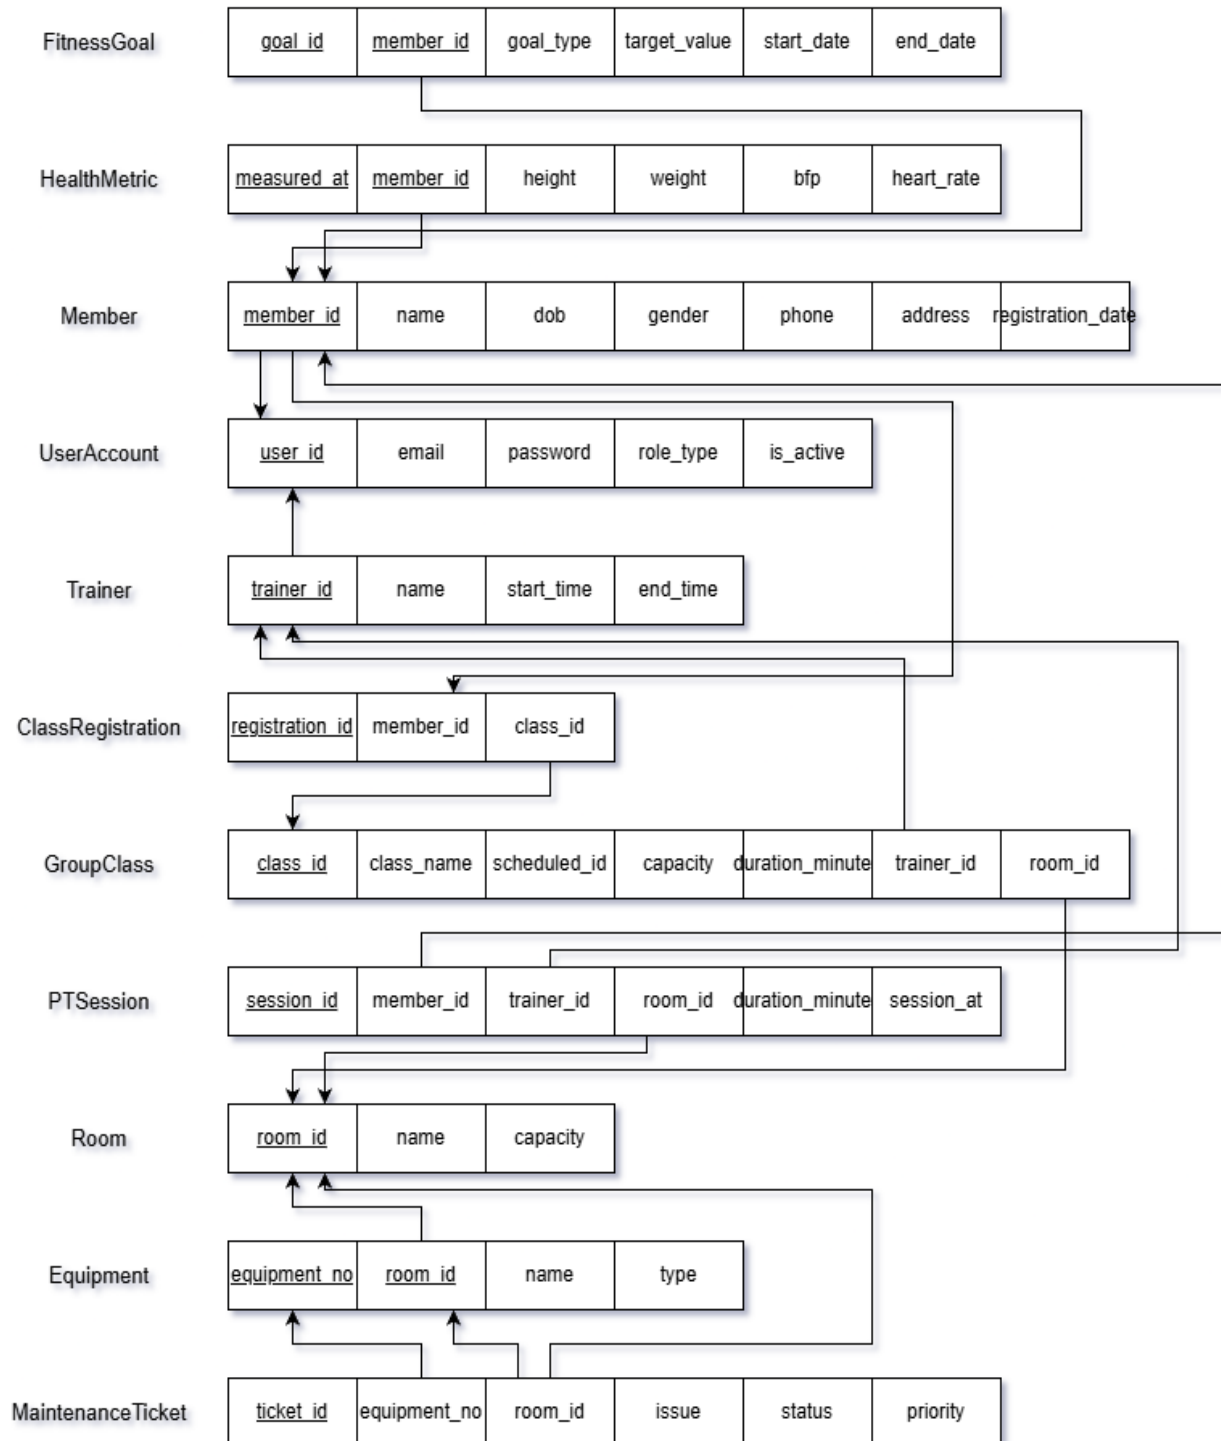 FitnessGoal goal_id member_id goal_type target_value start_date end_date
HealthMetric measured_at member_id height weight bfp heart_rate
Member member_id name dob gender phone address registration_date
UserAccount user_id email password role_type is_active
Trainer trainer_id name start_time end_time
ClassRegistration registration_id member_id class_id
GroupClass class_id class_name scheduled_id capacity duration_minute trainer_id room_id
PTSession session_id member_id trainer_id room_id duration_minute session_at
Room room_id name capacity
Equipment equipment_no room_id name type
MaintenanceTicket ticket_id equipment_no room_id issue status priority